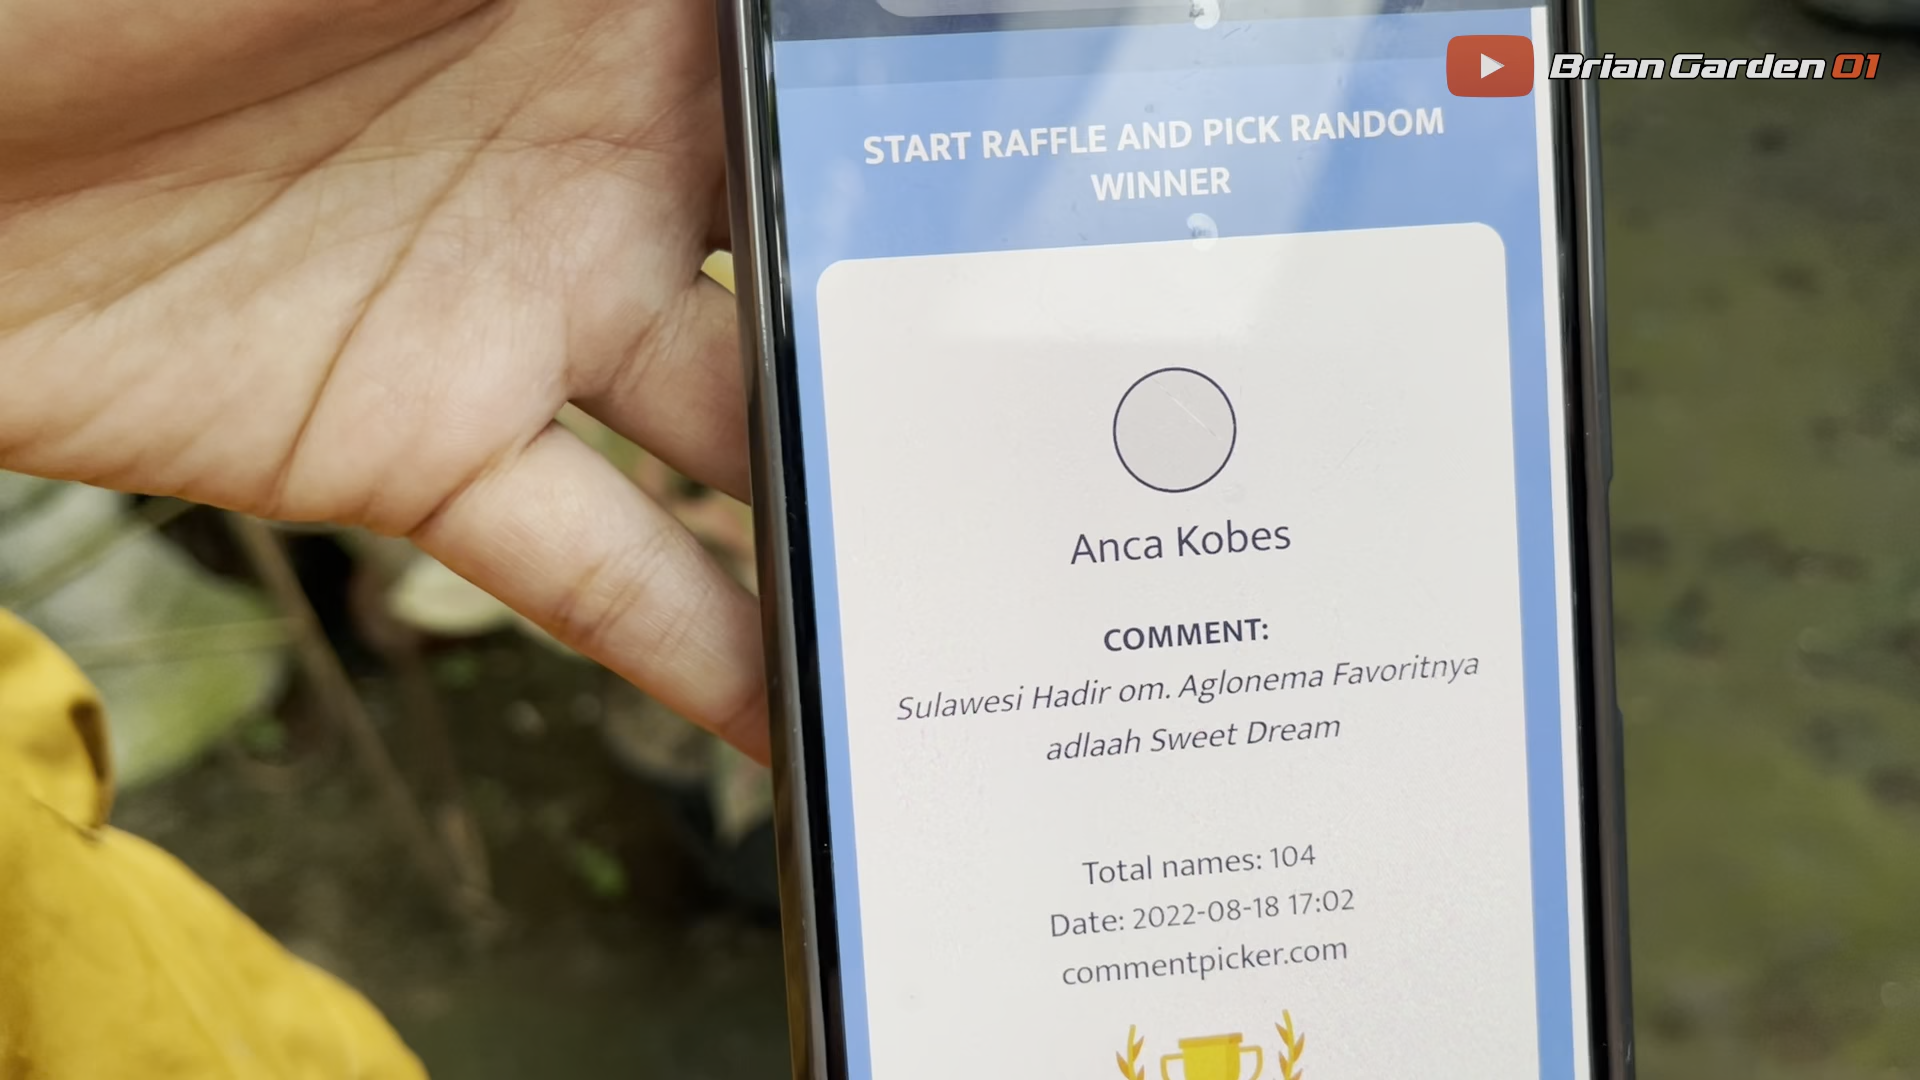 Brian Garden 01
START RAFFLE AND PICK RANDOM
WINNER
Anca Kobes
COMMENT:
Sulawesi Hadir om. Aglonema Favoritnya
adlaah Sweet Dream
Total names: 104
Date: 2022-08-18 17:02
commentpicker.com